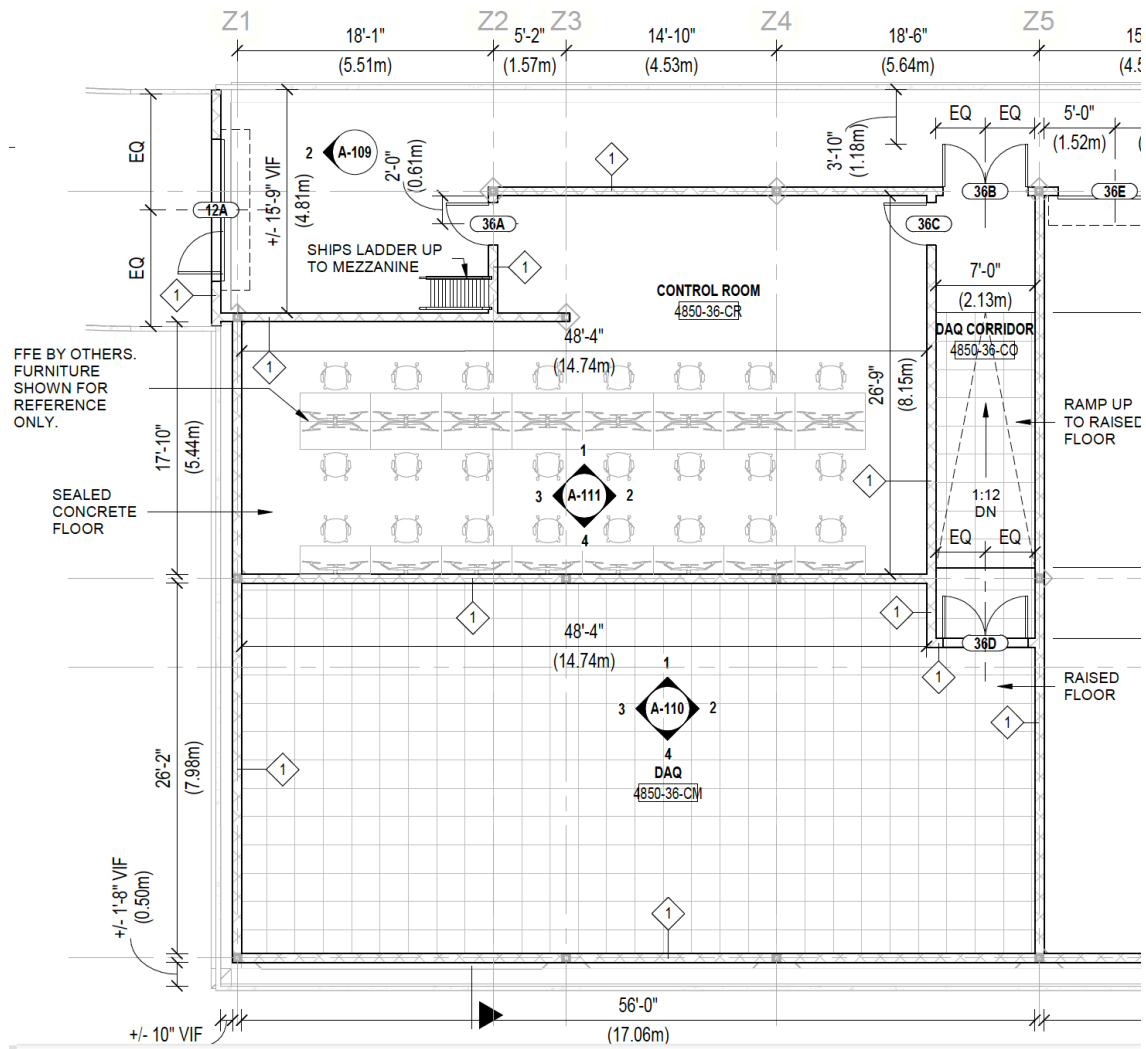 Z1
Z2
Z3
Z4
Z5
18'-1"
(5.51m)
5'-2"
(1.57m)
14'-10"
(4.53m)
18'-6"
(5.64m)
15
(4.5
EQ
EQ
2
A-109
12A
+/- 15'-9" VIF
(4.81m)
2'-0"
(0.61m)
36A
SHIPS LADDER UP
TO MEZZANINE
1
1
1
1
3'-10"
(1.18m)
EQ
EQ
5'-0"
(1.52m)
36B
36E
36C
7'-0"
(2.13m)
CONTROL ROOM
4850-36-CR
DAQ CORRIDOR
4850-36-CO
48'-4"
(14.74m)
26'-9"
(8.15m)
FFE BY OTHERS.
FURNITURE
SHOWN FOR
REFERENCE
ONLY.
17'-10"
(5.44m)
SEALED
CONCRETE
FLOOR
1
A-111
3
2
4
1
RAMP UP
TO RAISED
FLOOR
1:12
DN
EQ
EQ
1
1
48'-4"
(14.74m)
36D
1
1
RAISED
FLOOR
1
A-110
3
2
4
DAQ
4850-36-CM
26'-2"
(7.98m)
1
1
+/- 1'-8" VIF
(0.50m)
+/- 10" VIF
56'-0"
(17.06m)